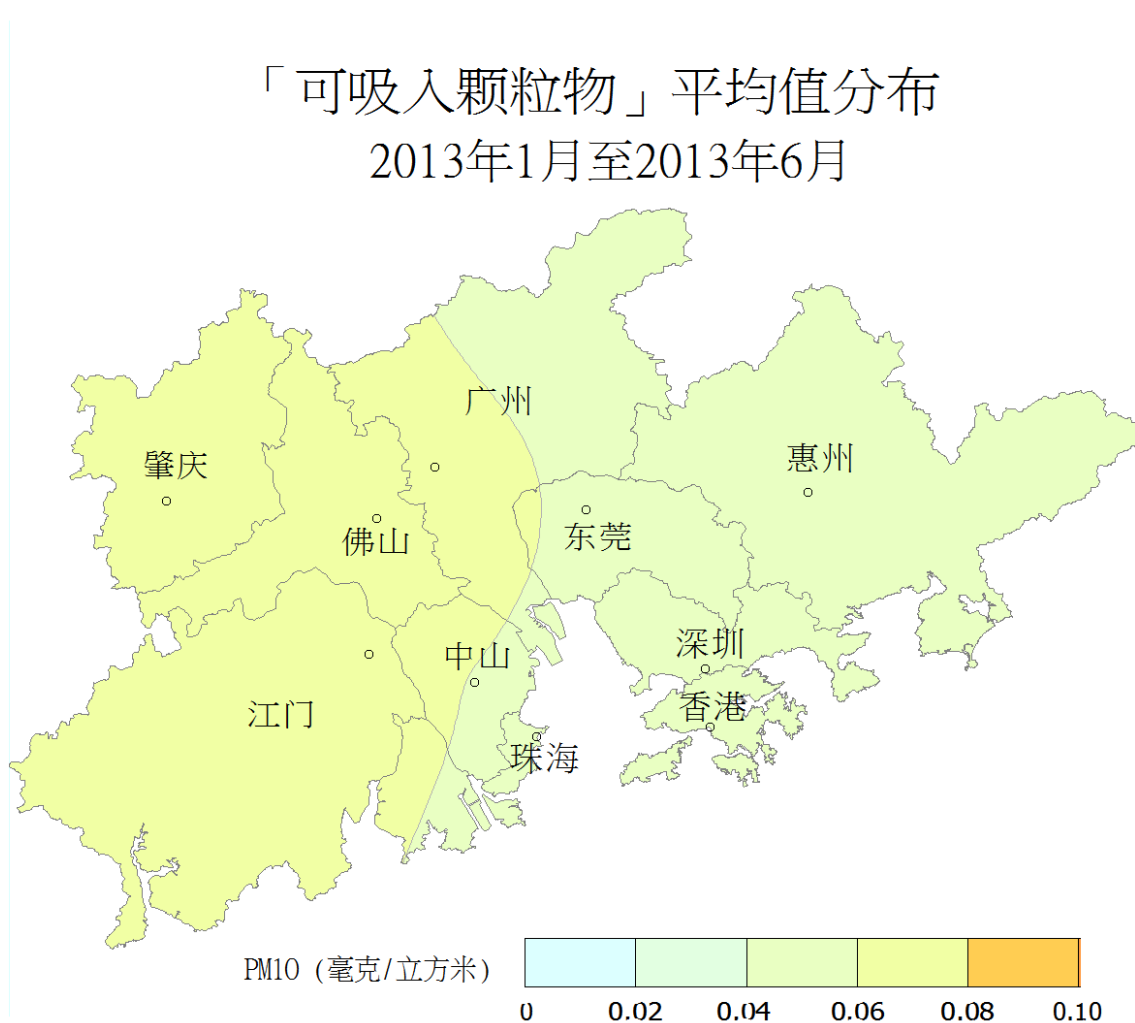 「可吸入颗粒物」平均值分布
2013年1月至2013年6月
广州
肇庆
惠州
佛山
东莞
中山
深圳
江门
香港
珠海
PM10 (毫克/立方米)
0 0.02 0.04 0.06 0.08 0.10